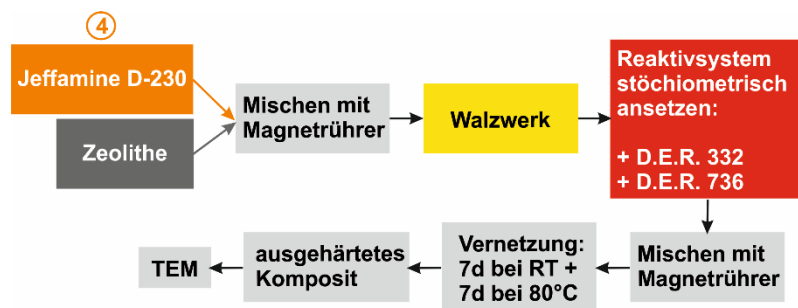 ④
Jeffamine D-230
Zeolithe
Mischen mit
Magnetrührer
Walzwerk
Reaktivsystem
stöchiometrisch
ansetzen:
+ D.E.R. 332
+ D.E.R. 736
Mischen mit
Magnetrührer
Vernetzung:
7d bei RT +
7d bei 80°C
ausgehärtetes
Komposit
TEM